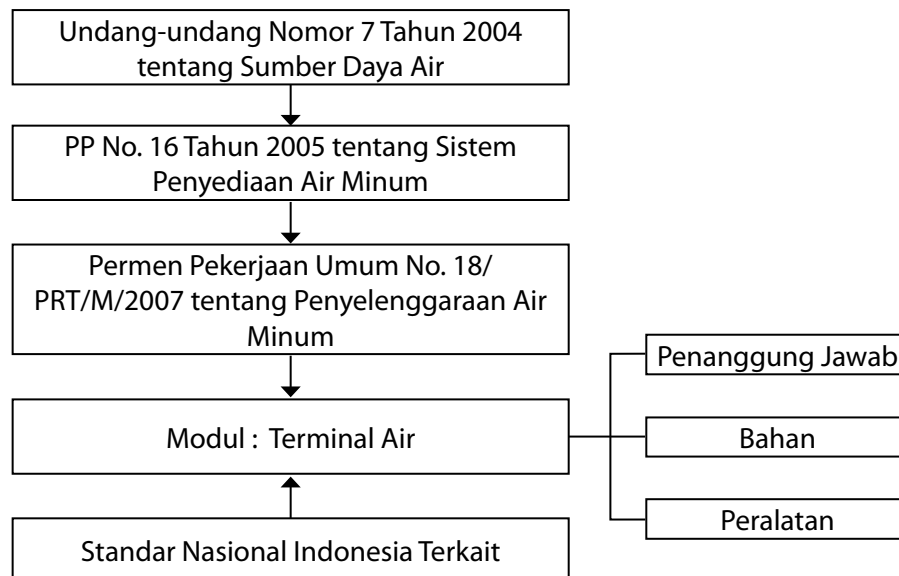 Undang-undang Nomor 7 Tahun 2004
tentang Sumber Daya Air
PP No. 16 Tahun 2005 tentang Sistem
Penyediaan Air Minum
Permen Pekerjaan Umum No. 18/
PRT/M/2007 tentang Penyelenggaraan Air
Minum
Modul : Terminal Air
Standar Nasional Indonesia Terkait
Penanggung Jawab
Bahan
Peralatan